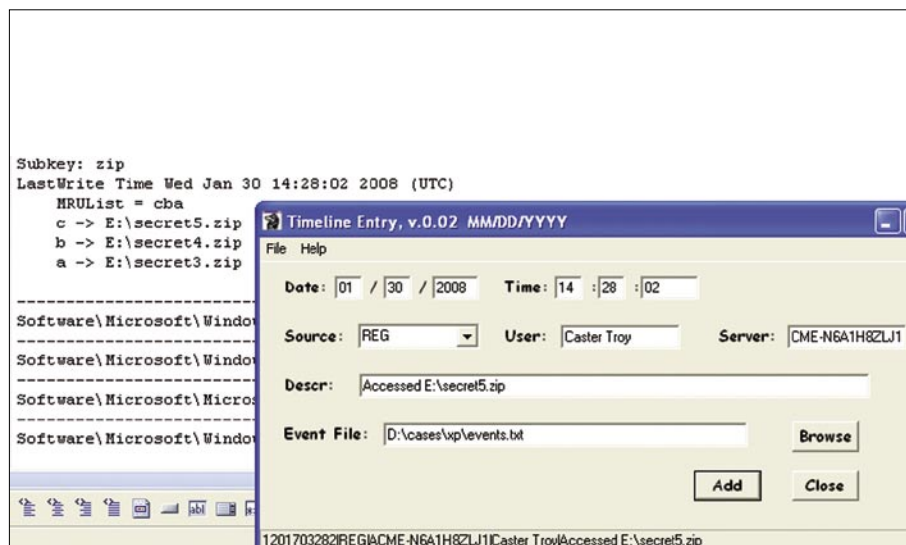 Subkey: zip
LastWrite Time Wed Jan 30 14:28:02 2008 (UTC)
MRUList = cba
c -> E:\secret5.zip
b -> E:\secret4.zip
a -> E:\secret3.zip
----------------------------
Software\Microsoft\Windo
----------------------------
Software\Microsoft\Windo
----------------------------
Software\Microsoft\Micros
----------------------------
Software\Microsoft\Windo
Timeline Entry, v.0.02 MM/DD/YYYY
File Help
Date: 01 / 30 / 2008 Time: 14 : 28 : 02
Source: REG User: Caster Troy Server: CME-N6A1H8ZLJ1
Descr: Accessed E:\secret5.zip
Event File: D:\cases\xp\events.txt Browse
Add Close
abl
1201703282|REG|ACME-N6A1H8ZLJ1|Caster Troy|Accessed E:\secret5.zip